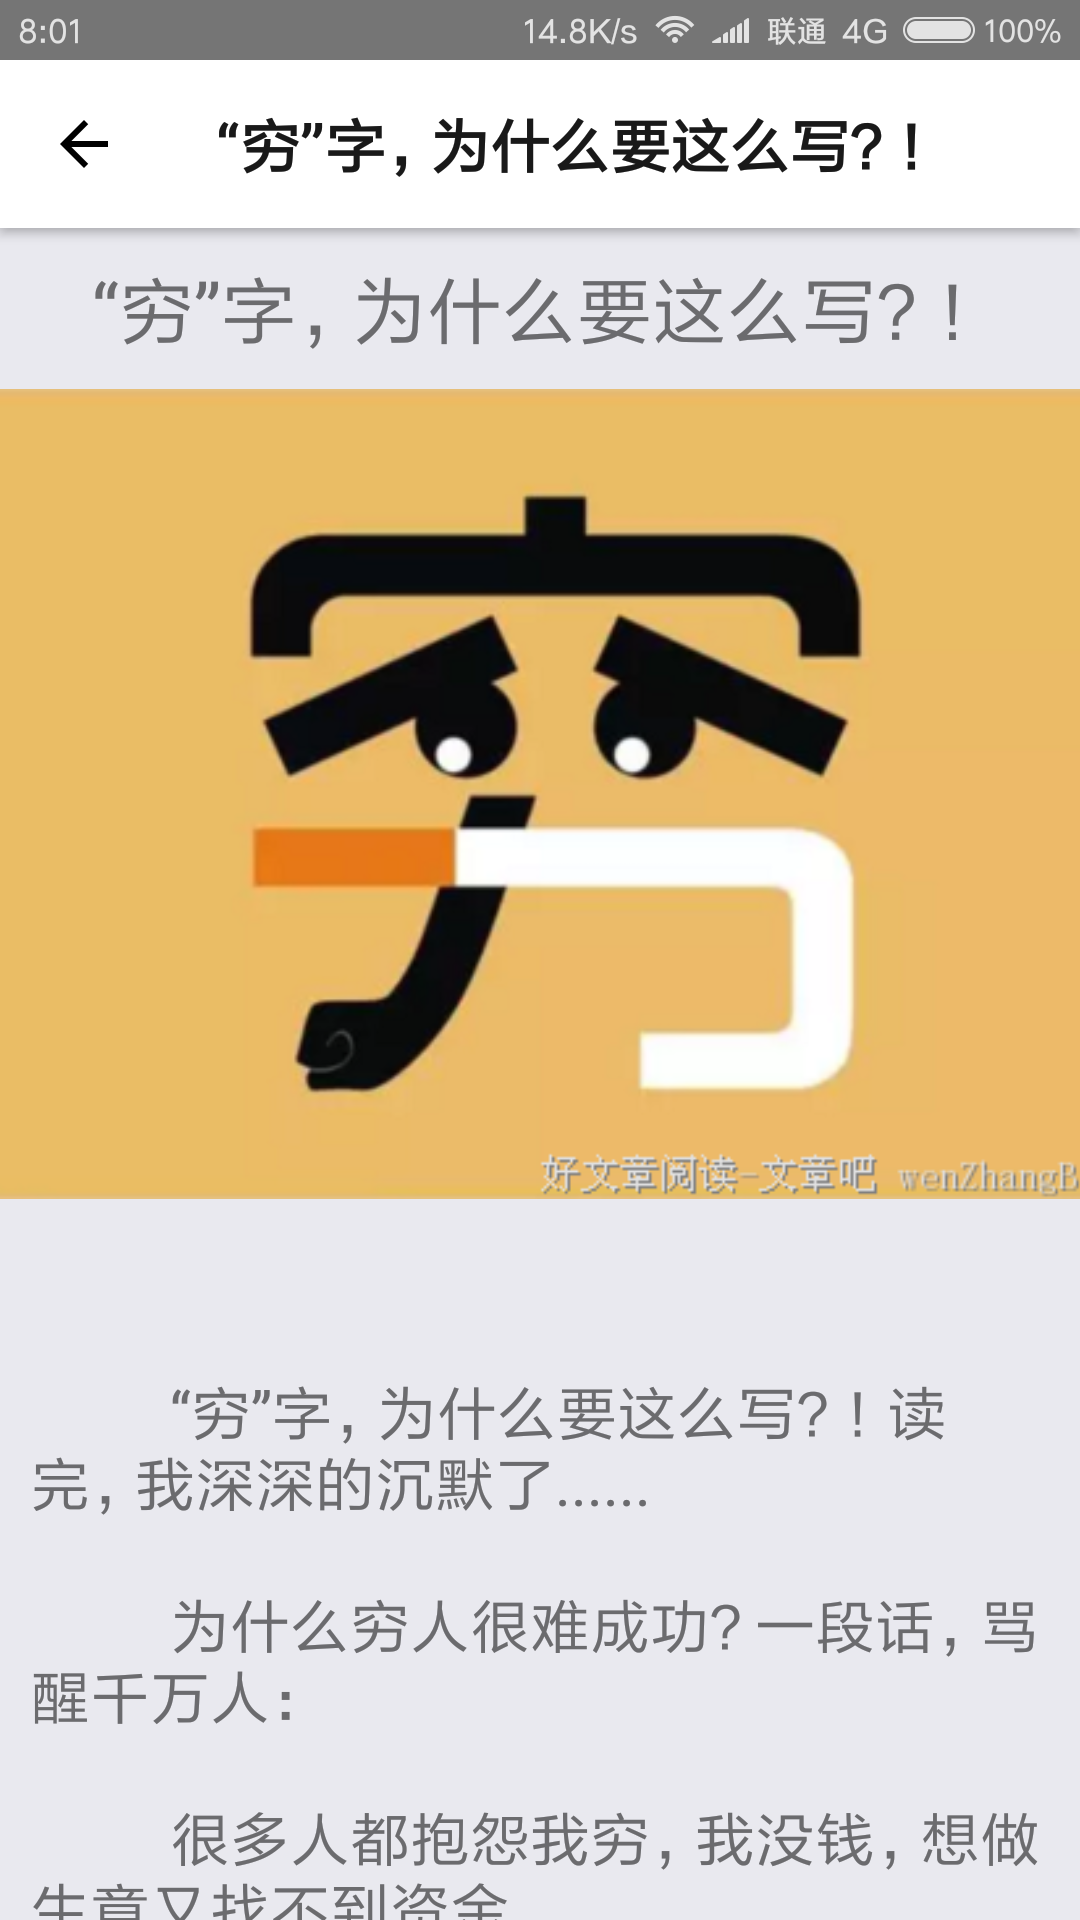 8:01 14.8K/s 联通 4G 100%
“穷”字，为什么要这么写？！
“穷”字，为什么要这么写？！
穷
好文章阅读-文章吧 wenZhangB
“穷”字，为什么要这么写？！读
完，我深深的沉默了......
为什么穷人很难成功？一段话，骂
醒千万人：
很多人都抱怨我穷，我没钱，想做
生意又找不到资金